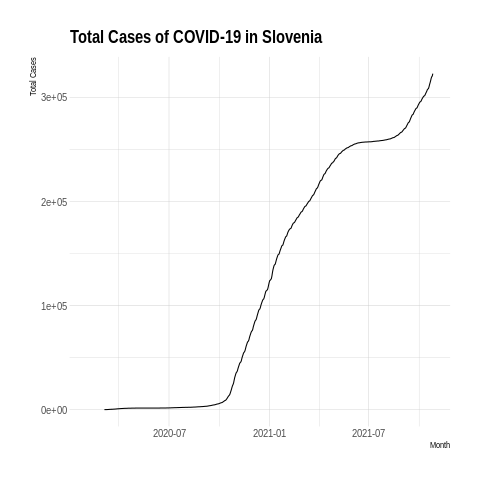 Total Cases of COVID-19 in Slovenia
Total Cases
3e+05
2e+05
1e+05
0e+00
2020-07 2021-01 2021-07
Month